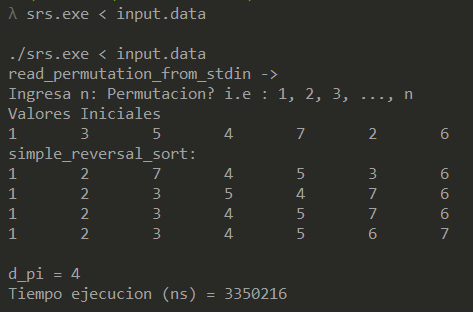 λ srs.exe < input.data
./srs.exe < input.data
read_permutation_from_stdin ->
Ingresa n: Permutacion? i.e : 1, 2, 3, ..., n
Valores Iniciales
1 3 5 4 7 2 6
simple_reversal_sort:
1 2 7 4 5 3 6
1 2 3 5 4 7 6
1 2 3 4 5 7 6
1 2 3 4 5 6 7
d_pi = 4
Tiempo ejecucion (ns) = 3350216